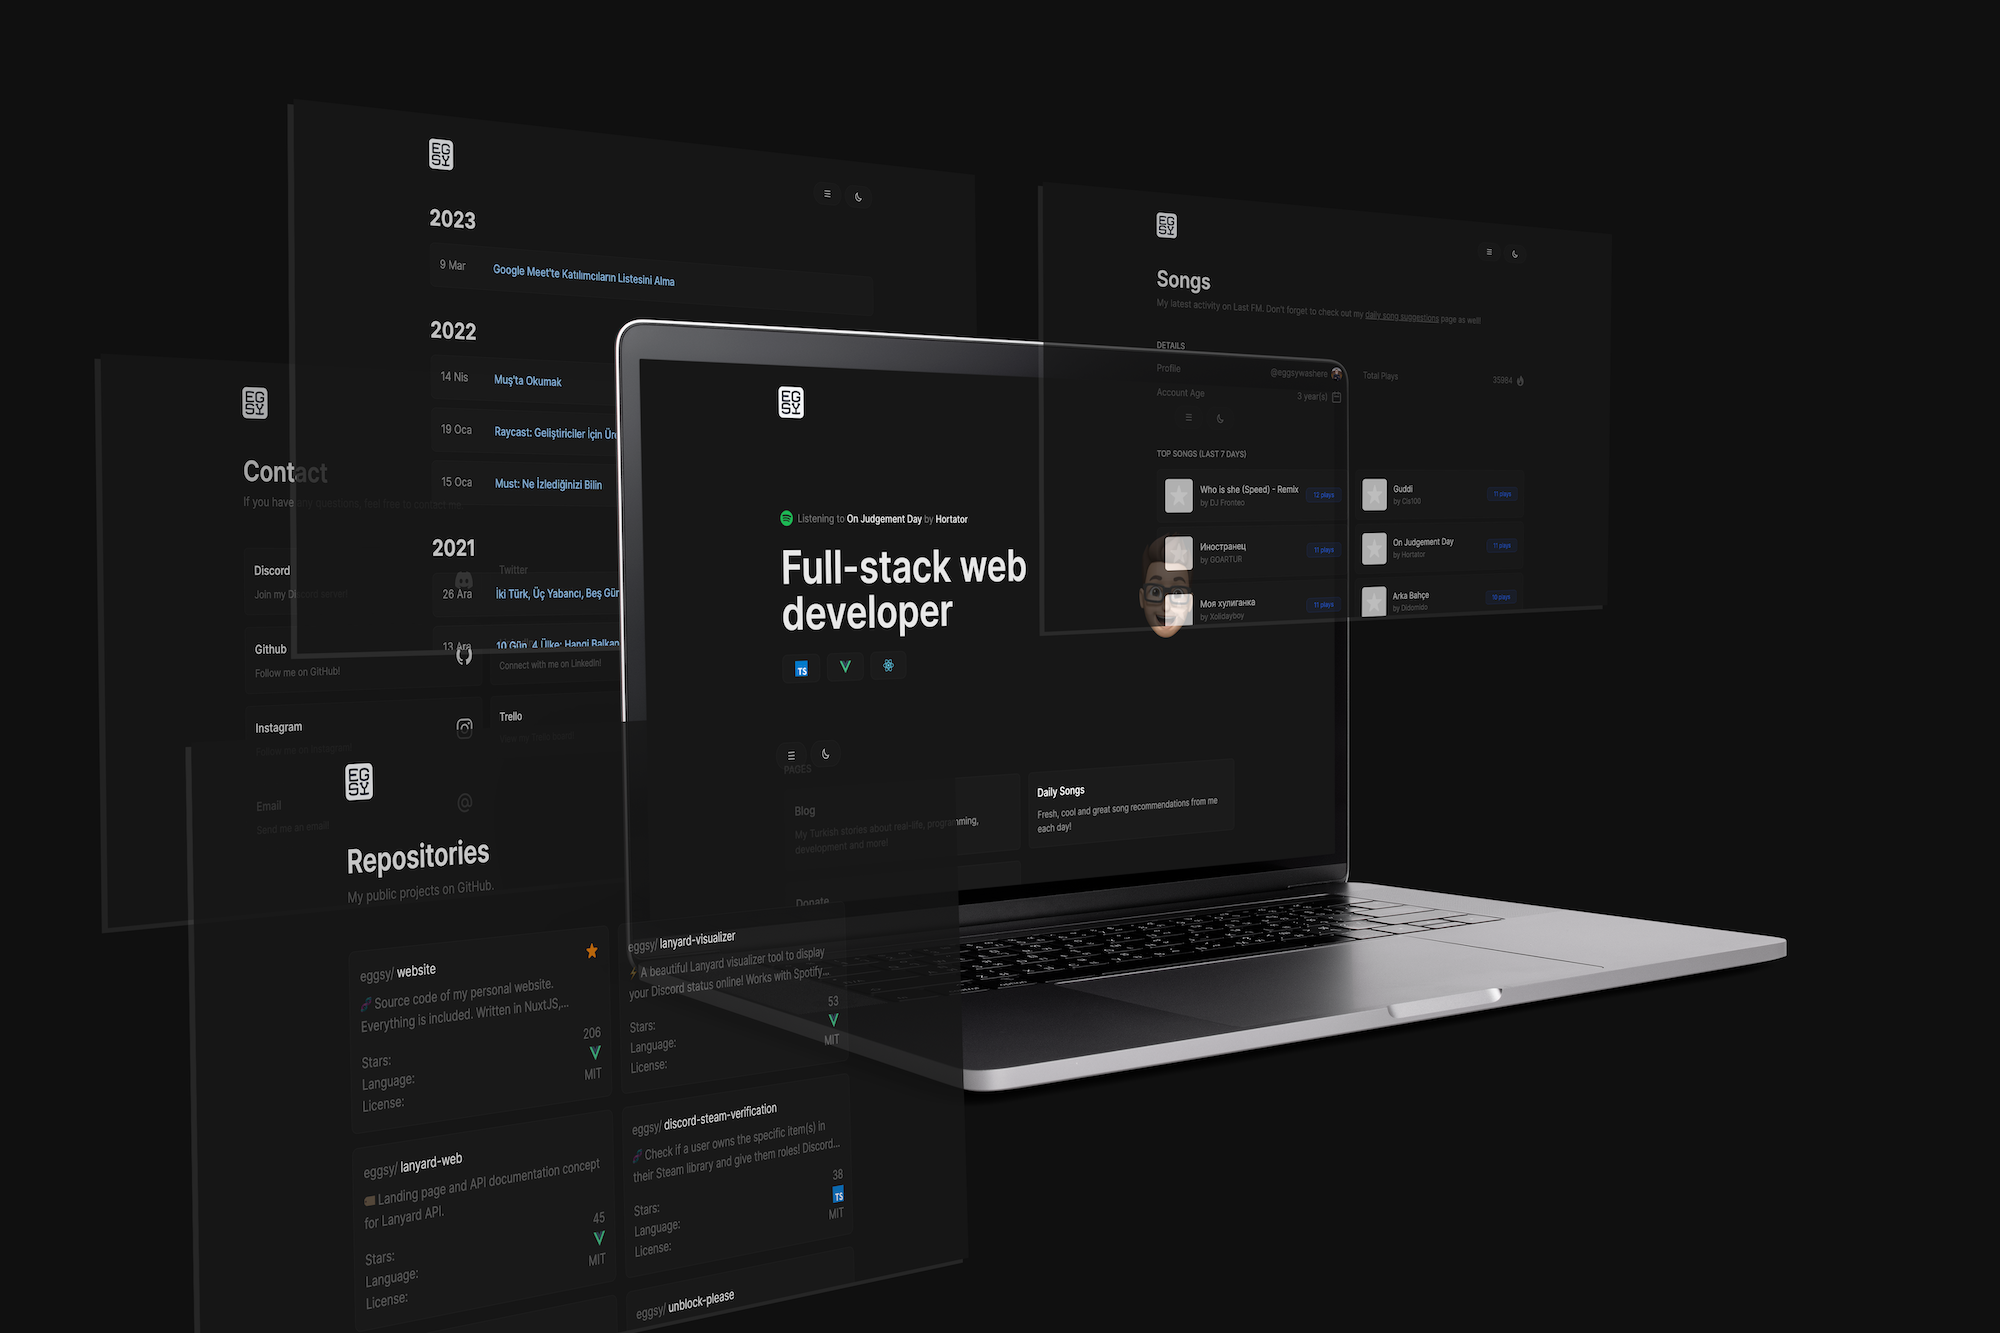 EG
SY
2023
9 Mar
Google Meet'te Katılımcıların Listesini Alma
2022
14 Nis
Muş'ta Okumak
19 Oca
Raycast: Geliştiriciler İçin
15 Oca
Must: Ne İzlediğinizi Bilin
2021
26 Ara
İki Türk, Üç Yabancı, Beş
13 Ara
10 Gün, 4 Ülke: Hangi Balkan
EG
SY
Songs
My latest activity on Last FM. Don't forget to check out my daily song suggestions page as well!
DETAILS
Profile
@eggsywashere
Total Plays
35984
Account Age
3 year(s)
TOP SONGS (LAST 7 DAYS)
Who is she (Speed) - Remix
by DJ Fronteo
12 plays
Guddi
by Cis100
11 plays
Иностранец
by GOARTUR
11 plays
On Judgement Day
by Hortator
11 plays
Моя хулиганка
by Xolidayboy
11 plays
Arka Bahçe
by Didomido
10 plays
EG
SY
Contact
If you have any questions, feel free to contact me.
Discord
Join my Discord server!
Twitter
Github
Follow me on GitHub!
Connect with me on LinkedIn!
Instagram
Follow me on Instagram!
Trello
View my Trello board!
Email
Send me an email!
EG
SY
Listening to On Judgement Day by Hortator
Full-stack web
developer
TS
PAGES
Blog
My Turkish stories about real-life, programming,
development and more!
Daily Songs
Fresh, cool and great song recommendations from me
each day!
Donate
EG
SY
Repositories
My public projects on GitHub.
eggsy/ website
Source code of my personal website.
Everything is included. Written in NuxtJS,...
Stars:
206
Language:
License:
MIT
eggsy/ lanyard-visualizer
A beautiful Lanyard visualizer tool to display
your Discord status online! Works with Spotify...
Stars:
53
Language:
License:
MIT
eggsy/ lanyard-web
Landing page and API documentation concept
for Lanyard API.
Stars:
45
Language:
License:
MIT
eggsy/ discord-steam-verification
Check if a user owns the specific item(s) in
their Steam library and give them roles! Discord...
Stars:
38
Language:
TS
License:
MIT
eggsy/ unblock-please